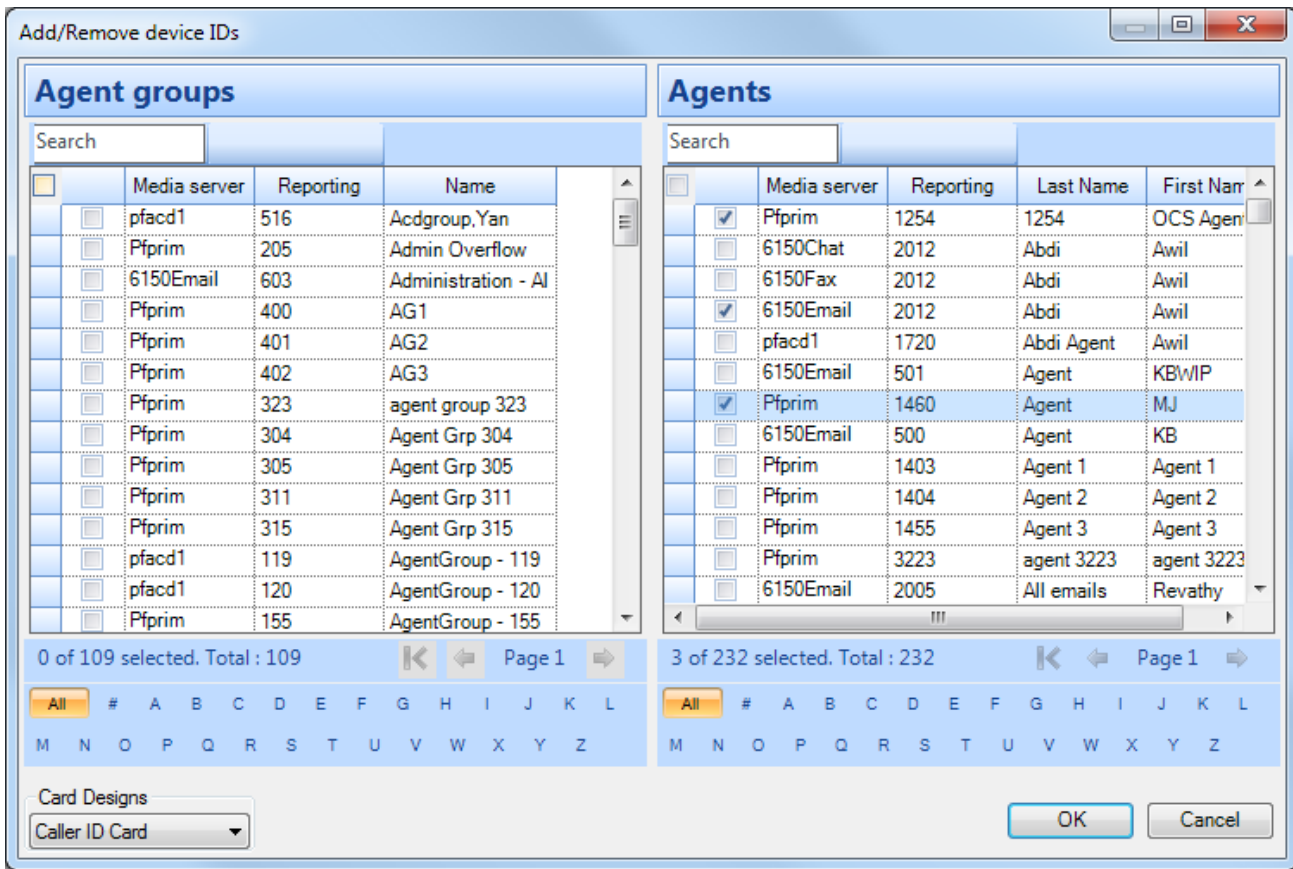 Add/Remove device IDs
Agent groups
Search
Media server Reporting Name
pfacd1 516 Acdgroup,Yan
Pfprim 205 Admin Overflow
6150Email 603 Administration - Al
Pfprim 400 AG1
Pfprim 401 AG2
Pfprim 402 AG3
Pfprim 323 agent group 323
Pfprim 304 Agent Grp 304
Pfprim 305 Agent Grp 305
Pfprim 311 Agent Grp 311
Pfprim 315 Agent Grp 315
pfacd1 119 AgentGroup - 119
pfacd1 120 AgentGroup - 120
Pfprim 155 AgentGroup - 155
0 of 109 selected. Total : 109 Page 1
All # A B C D E F G H I J K L
M N O P Q R S T U V W X Y Z
Agents
Search
Media server Reporting Last Name First Nam
Pfprim 1254 1254 OCS Agent
6150Chat 2012 Abdi Awil
6150Fax 2012 Abdi Awil
6150Email 2012 Abdi Awil
pfacd1 1720 Abdi Agent Awil
6150Email 501 Agent KBWIP
Pfprim 1460 Agent MJ
6150Email 500 Agent KB
Pfprim 1403 Agent 1 Agent 1
Pfprim 1404 Agent 2 Agent 2
Pfprim 1455 Agent 3 Agent 3
Pfprim 3223 agent 3223 agent 3223
6150Email 2005 All emails Revathy
3 of 232 selected. Total : 232 Page 1
All # A B C D E F G H I J K L
M N O P Q R S T U V W X Y Z
Card Designs
Caller ID Card
OK Cancel